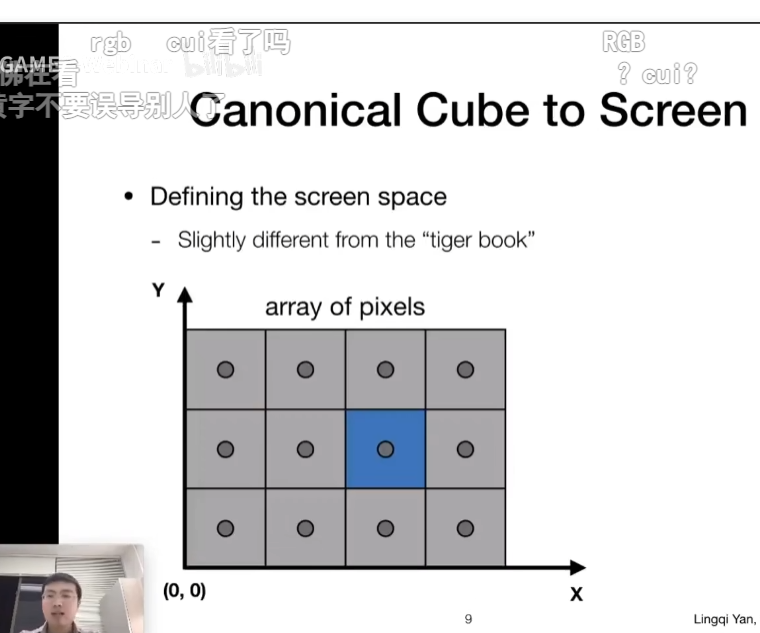 rgb cui看了吗 RGB
GAME
bilibili
佛在看 ? cui?
字不要误导别人了
Canonical Cube to Screen
• Defining the screen space
– Slightly different from the “tiger book”
Y
array of pixels
(0, 0)
X
9
Lingqi Yan,